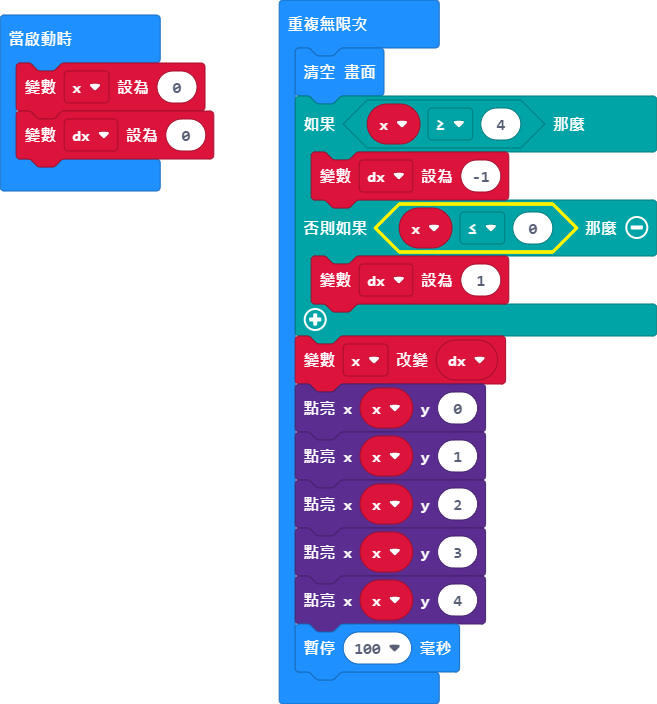 當啟動時
變數 x 設為 0
變數 dx 設為 0
重複無限次
清空 畫面
如果 x ≥ 4 那麼
變數 dx 設為 -1
否則如果 x ≤ 0 那麼
變數 dx 設為 1
變數 x 改變 dx
點亮 x x y 0
點亮 x x y 1
點亮 x x y 2
點亮 x x y 3
點亮 x x y 4
暫停 100 毫秒